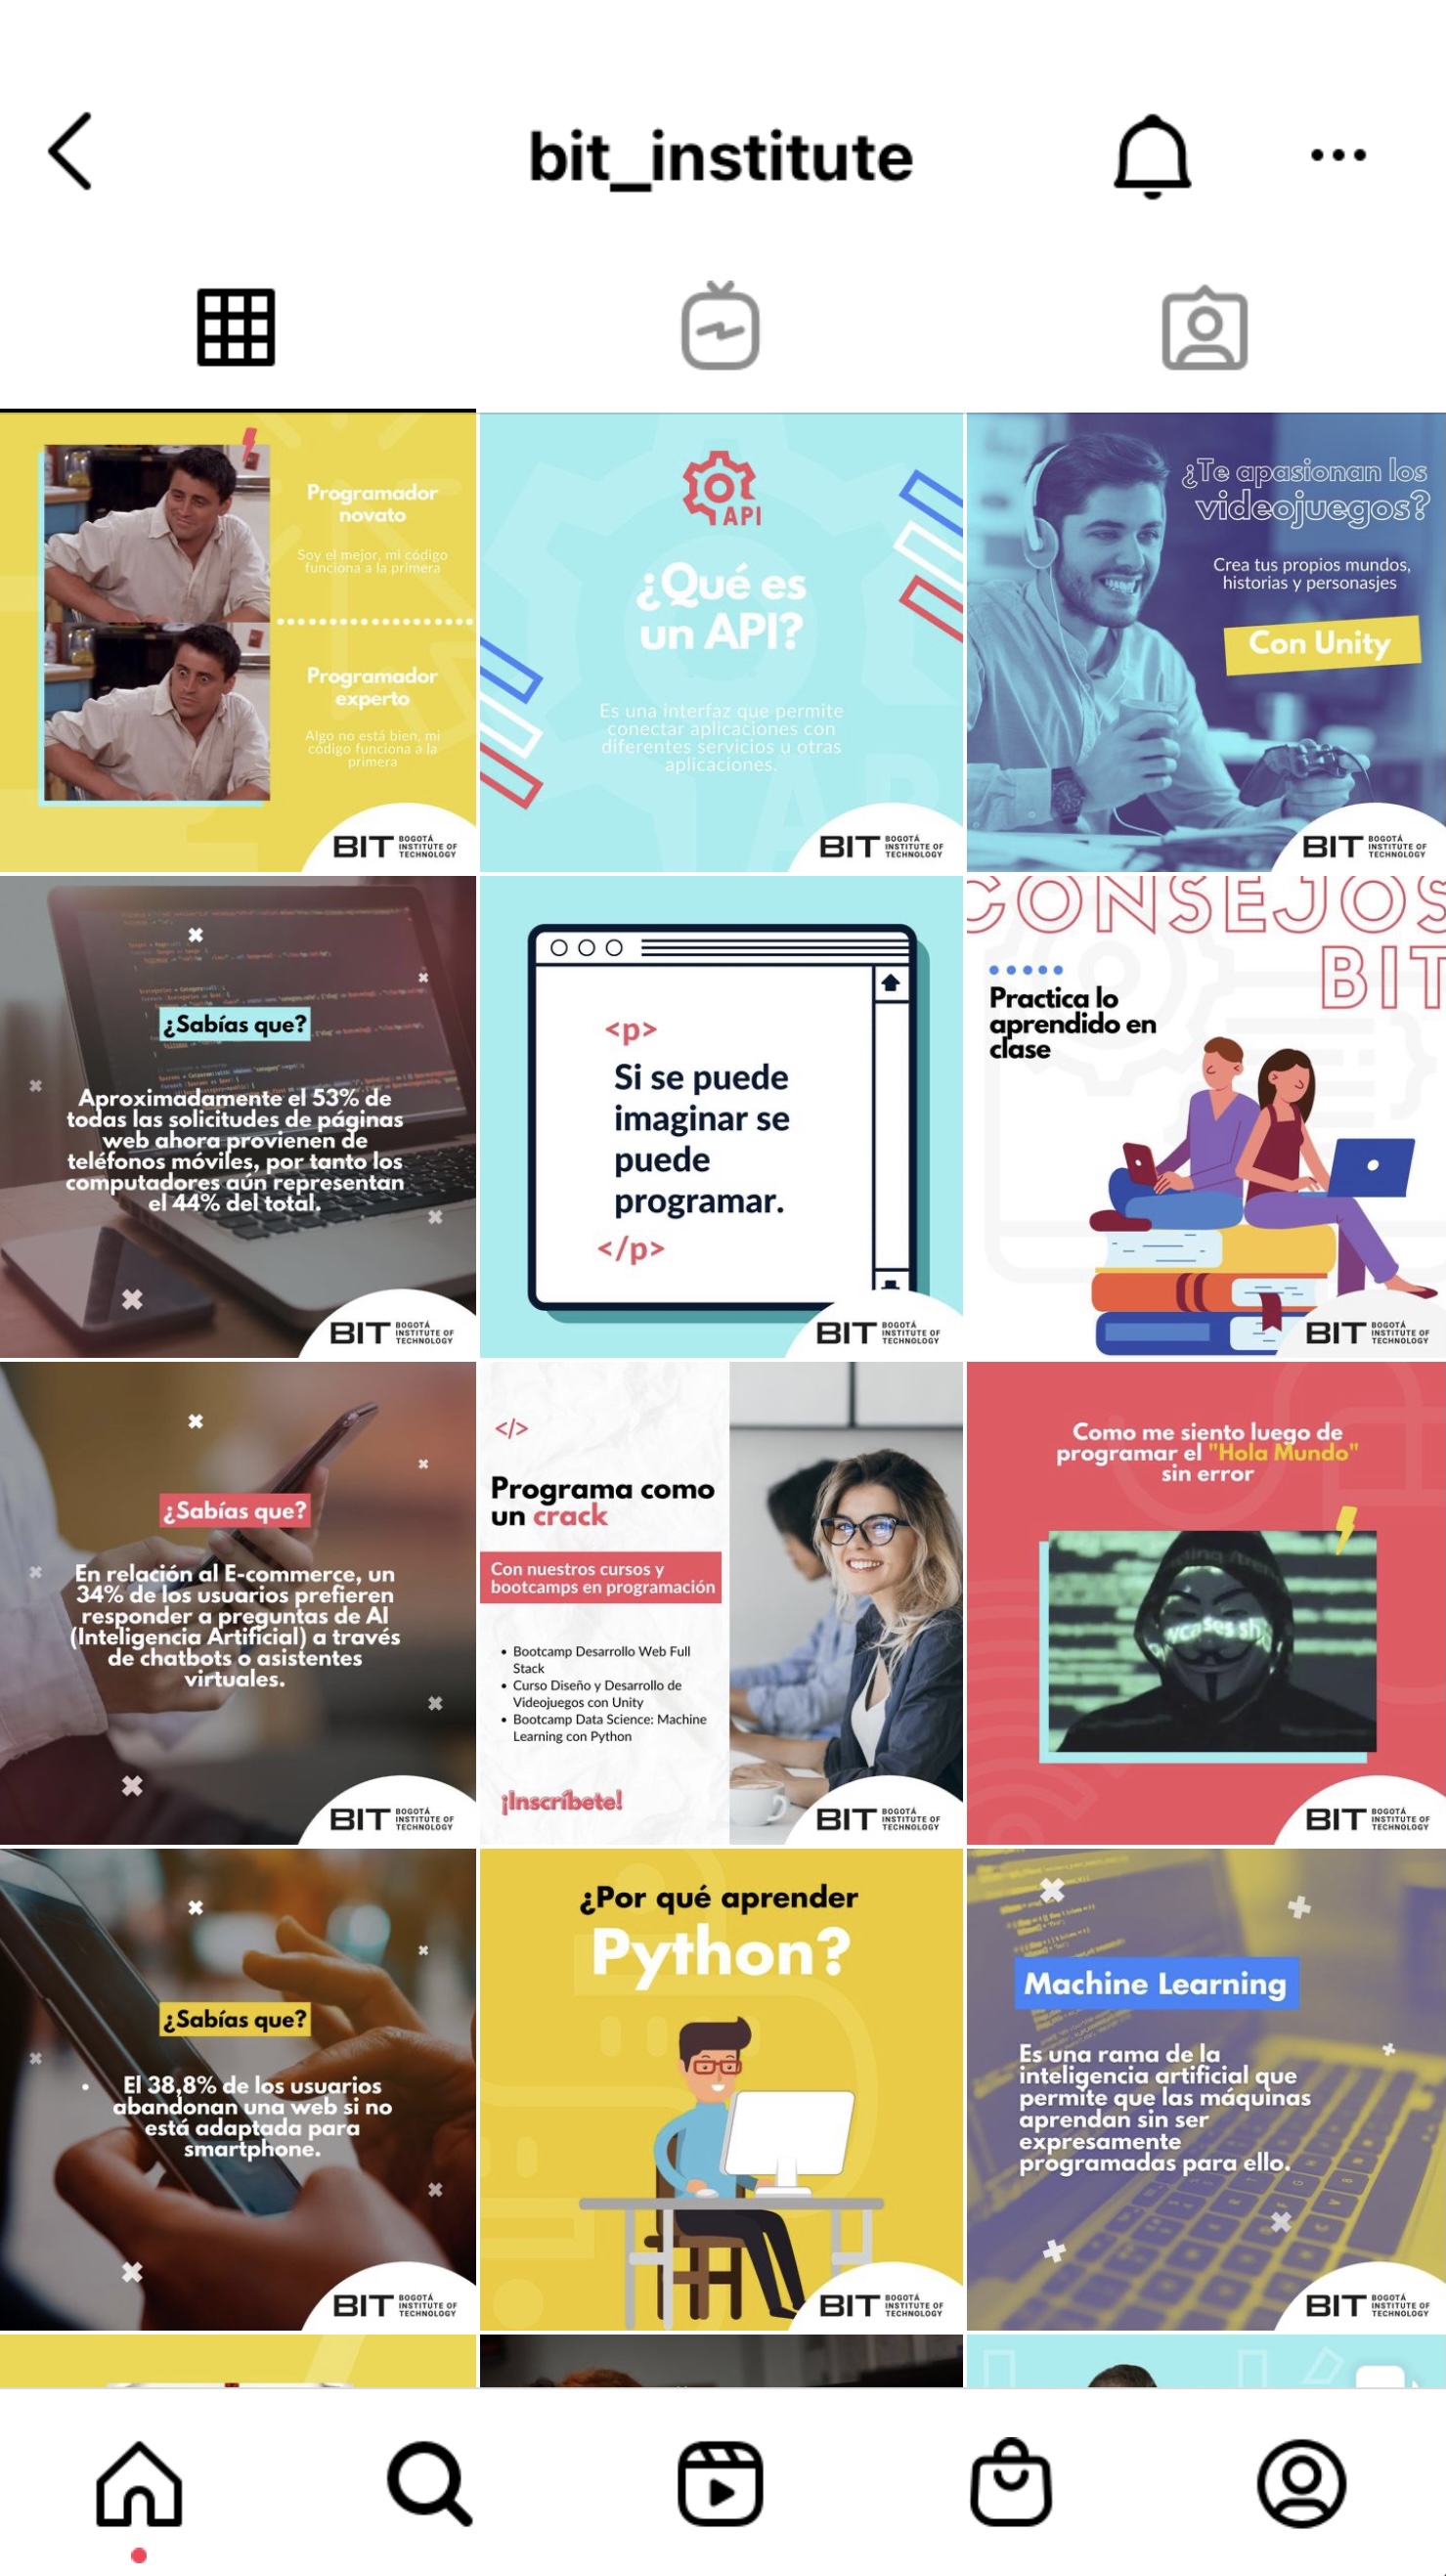 bit_institute
Programador
novato
Soy el mejor, mi código
funciona a la primera
Programador
experto
Algo no está bien, mi
código funciona a la
primera
BIT BOGOTÁ
INSTITUTE OF
TECHNOLOGY
API
¿Qué es
un API?
Es una interfaz que permite
conectar aplicaciones con
diferentes servicios u otras
aplicaciones.
BIT BOGOTÁ
INSTITUTE OF
TECHNOLOGY
¿Te apasionan los
videojuegos?
Crea tus propios mundos,
historias y personasjes
Con Unity
BIT BOGOTÁ
INSTITUTE OF
TECHNOLOGY
¿Sabías que?
Aproximadamente el 53% de
todas las solicitudes de páginas
web ahora provienen de
teléfonos móviles, por tanto los
computadores aún representan
el 44% del total.
BIT BOGOTÁ
INSTITUTE OF
TECHNOLOGY
<p>
Si se puede
imaginar se
puede
programar.
</p>
BIT BOGOTÁ
INSTITUTE OF
TECHNOLOGY
CONSEJOS
BIT
Practica lo
aprendido en
clase
BIT BOGOTÁ
INSTITUTE OF
TECHNOLOGY
¿Sabías que?
En relación al E-commerce, un
34% de los usuarios prefieren
responder a preguntas de AI
(Inteligencia Artificial) a través
de chatbots o asistentes
virtuales.
BIT BOGOTÁ
INSTITUTE OF
TECHNOLOGY
</>
Programa como
un crack
Con nuestros cursos y
bootcamps en programación
• Bootcamp Desarrollo Web Full
Stack
• Curso Diseño y Desarrollo de
Videojuegos con Unity
• Bootcamp Data Science: Machine
Learning con Python
¡Inscríbete!
BIT BOGOTÁ
INSTITUTE OF
TECHNOLOGY
Como me siento luego de
programar el "Hola Mundo"
sin error
BIT BOGOTÁ
INSTITUTE OF
TECHNOLOGY
¿Sabías que?
• El 38,8% de los usuarios
abandonan una web si no
está adaptada para
smartphone.
BIT BOGOTÁ
INSTITUTE OF
TECHNOLOGY
¿Por qué aprender
Python?
BIT BOGOTÁ
INSTITUTE OF
TECHNOLOGY
Machine Learning
Es una rama de la
inteligencia artificial que
permite que las máquinas
aprendan sin ser
expresamente
programadas para ello.
BIT BOGOTÁ
INSTITUTE OF
TECHNOLOGY